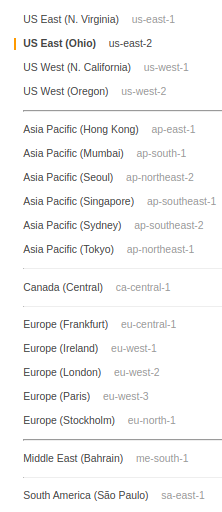 US East (N. Virginia) us-east-1
US East (Ohio) us-east-2
US West (N. California) us-west-1
US West (Oregon) us-west-2
Asia Pacific (Hong Kong) ap-east-1
Asia Pacific (Mumbai) ap-south-1
Asia Pacific (Seoul) ap-northeast-2
Asia Pacific (Singapore) ap-southeast-1
Asia Pacific (Sydney) ap-southeast-2
Asia Pacific (Tokyo) ap-northeast-1
Canada (Central) ca-central-1
Europe (Frankfurt) eu-central-1
Europe (Ireland) eu-west-1
Europe (London) eu-west-2
Europe (Paris) eu-west-3
Europe (Stockholm) eu-north-1
Middle East (Bahrain) me-south-1
South America (São Paulo) sa-east-1